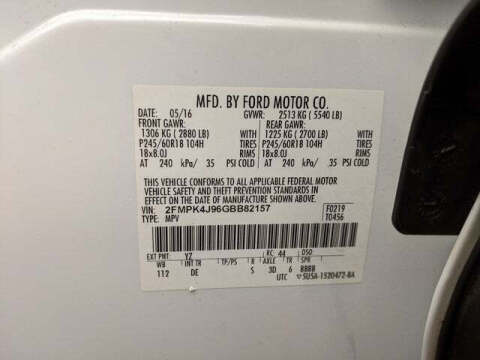 MFD. BY FORD MOTOR CO.
DATE: 05/16 GVWR: 2513 KG ( 5540 LB)
FRONT GAWR: REAR GAWR:
1306 KG ( 2880 LB) 1225 KG ( 2700 LB)
P245/60R18 104H TIRES P245/60R18 104H TIRES
18x8.0J RIMS 18x8.0J RIMS
AT 240 kPa/ 35 PSI COLD AT 240 kPa/ 35 PSI COLD
THIS VEHICLE CONFORMS TO ALL APPLICABLE FEDERAL MOTOR
VEHICLE SAFETY AND THEFT PREVENTION STANDARDS IN
EFFECT ON THE DATE OF MANUFACTURE SHOWN ABOVE.
VIN: 2FMPK4J96GBB82157 F0219
TYPE: MPV T0456
EXT PNT: YZ RC: 44 DSO:
WB INT TR TP/PS R AXLE TR SPR
112 DE S 3D 6 BBBB
UTC 5U5A-1520472-BA